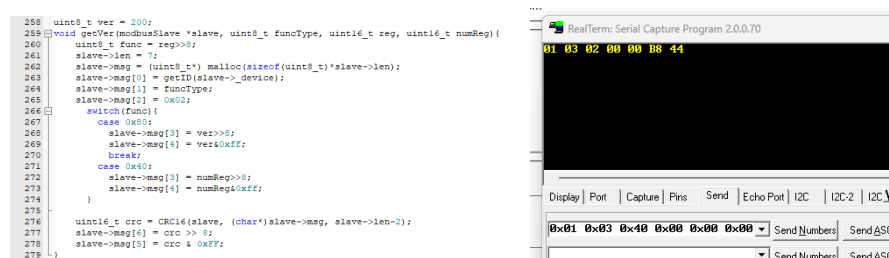 258 uint8_t ver = 200;
259 void getVer(modbusSlave *slave, uint8_t funcType, uint16_t reg, uint16_t numReg){
260 uint8_t func = reg>>8;
261 slave->len = 7;
262 slave->msg = (uint8_t*) malloc(sizeof(uint8_t)*slave->len);
263 slave->msg[0] = getID(slave->_device);
264 slave->msg[1] = funcType;
265 slave->msg[2] = 0x02;
266 switch(func){
267 case 0x80:
268 slave->msg[3] = ver>>8;
269 slave->msg[4] = ver&0xff;
270 break;
271 case 0x40:
272 slave->msg[3] = numReg>>8;
273 slave->msg[4] = numReg&0xff;
274 }
275
276 uint16_t crc = CRC16(slave, (char*)slave->msg, slave->len-2);
277 slave->msg[6] = crc >> 8;
278 slave->msg[5] = crc & 0xFF;
279 }
RealTerm: Serial Capture Program 2.0.0.70
01 03 02 00 00 B8 44
Display Port Capture Pins Send Echo Port I2C I2C-2 I2C
0x01 0x03 0x40 0x00 0x00 0x00 Send Numbers Send ASC
Send Numbers Send ASC